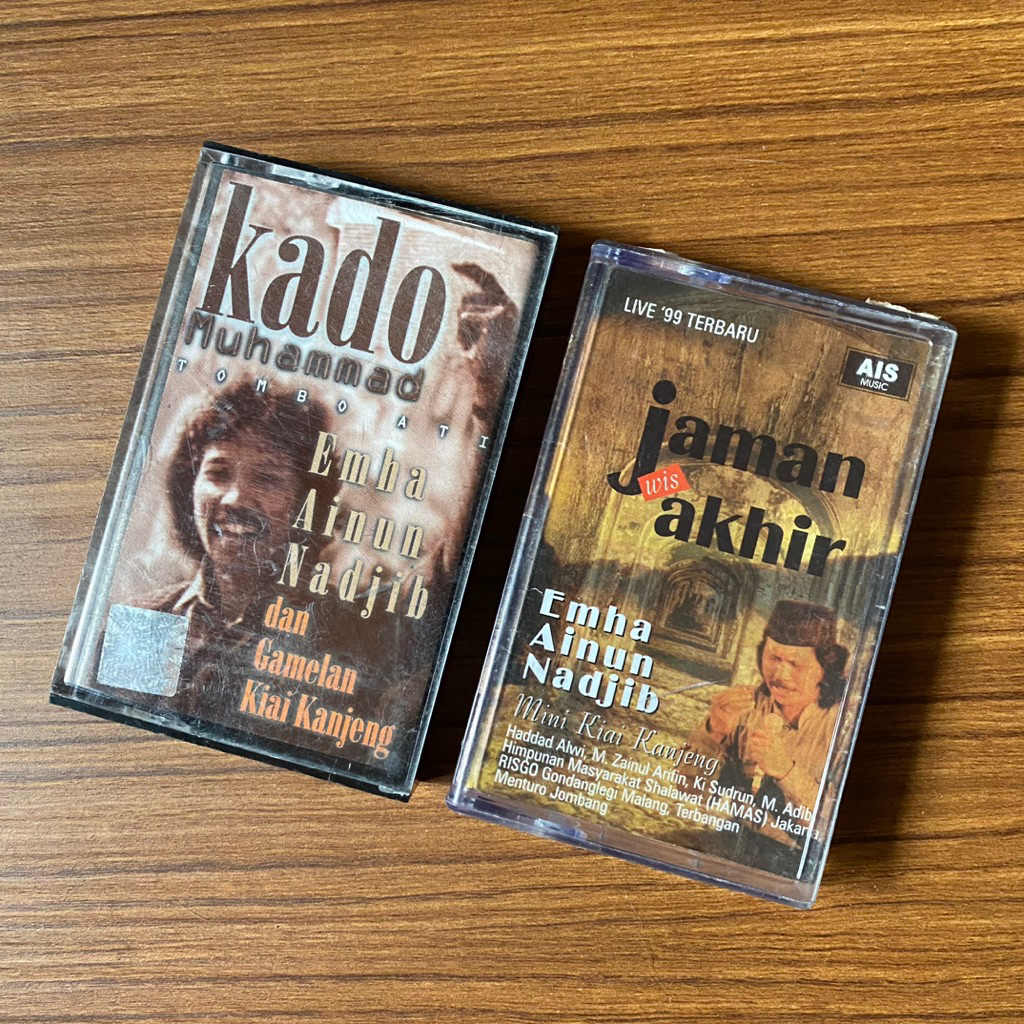 kado
Muhammad
TOMBO ATI
Emha
Ainun
Nadjib
dan
Gamelan
Kiai Kanjeng
LIVE '99 TERBARU
AIS
MUSIC
jaman
wis
akhir
Emha
Ainun
Nadjib
Mini Kiai Kanjeng
Haddad Alwi, M. Zainul Arifin, Ki Sudrun, M. Adib
Himpunan Masyarakat Shalawat (HAMAS) Jakarta,
RISGO Gondanglegi Malang, Terbangan
Menturo Jombang